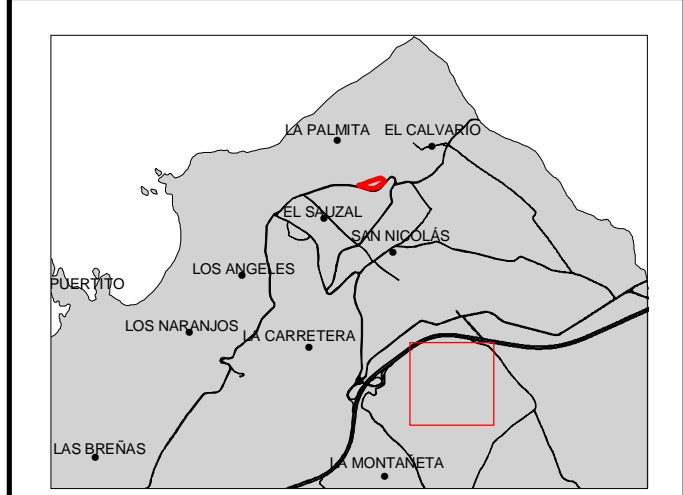 LA PALMITA
EL CALVARIO
EL SAUZAL
SAN NICOLÁS
LOS ANGELES
PUERTITO
LOS NARANJOS
LA CARRETERA
LAS BREÑAS
LA MONTAÑETA